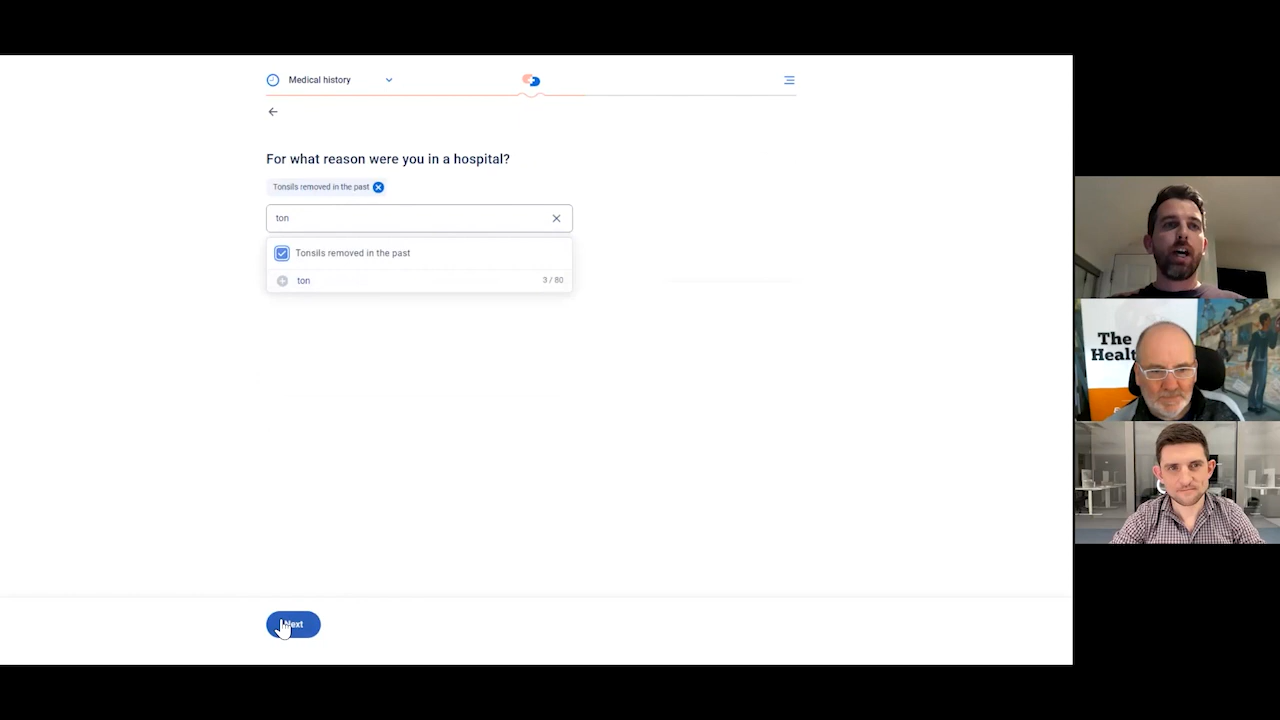 Medical history
For what reason were you in a hospital?
Tonsils removed in the past
ton
Tonsils removed in the past
ton 3 / 80
Next
The
Healt